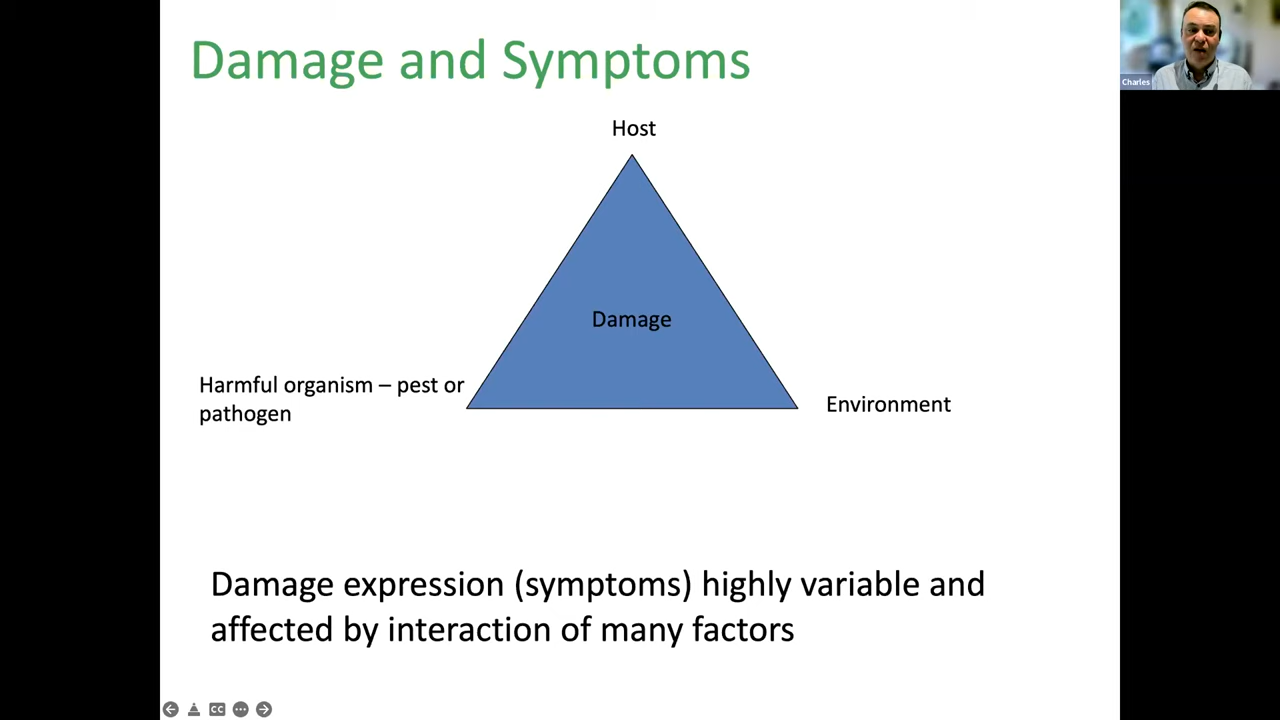 Damage and Symptoms
Charles
Host
Damage
Harmful organism – pest or
pathogen
Environment
Damage expression (symptoms) highly variable and
affected by interaction of many factors
CC